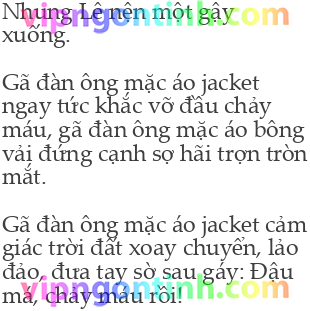 Nhung Lê nện một gậy
xuống.
Gã đàn ông mặc áo jacket
ngay tức khắc vỡ đầu chảy
máu, gã đàn ông mặc áo bông
vải đứng cạnh sợ hãi trợn tròn
mắt.
Gã đàn ông mặc áo jacket cảm
giác trời đất xoay chuyển, lảo
đảo, đưa tay sờ sau gáy: Đậu
má, chảy máu rồi!
vipngontinh.com
vipngontinh.com